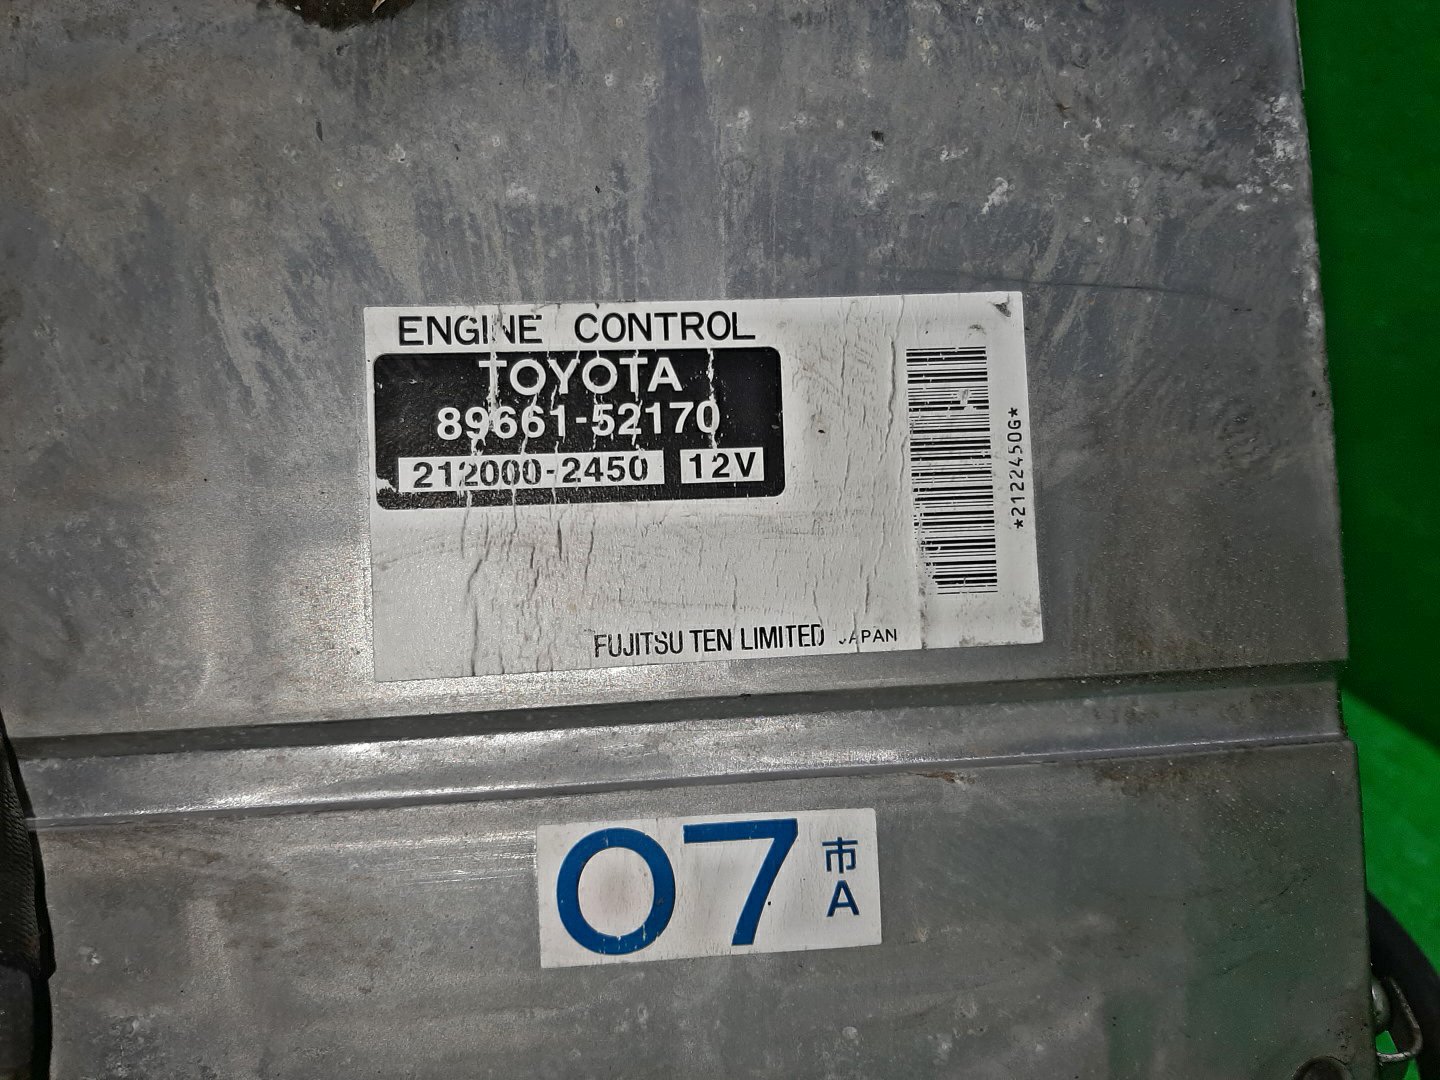 ENGINE CONTROL
TOYOTA
89661-52170
212000-2450 12V
*2122450G*
FUJITSU TEN LIMITED JAPAN
07 市
A